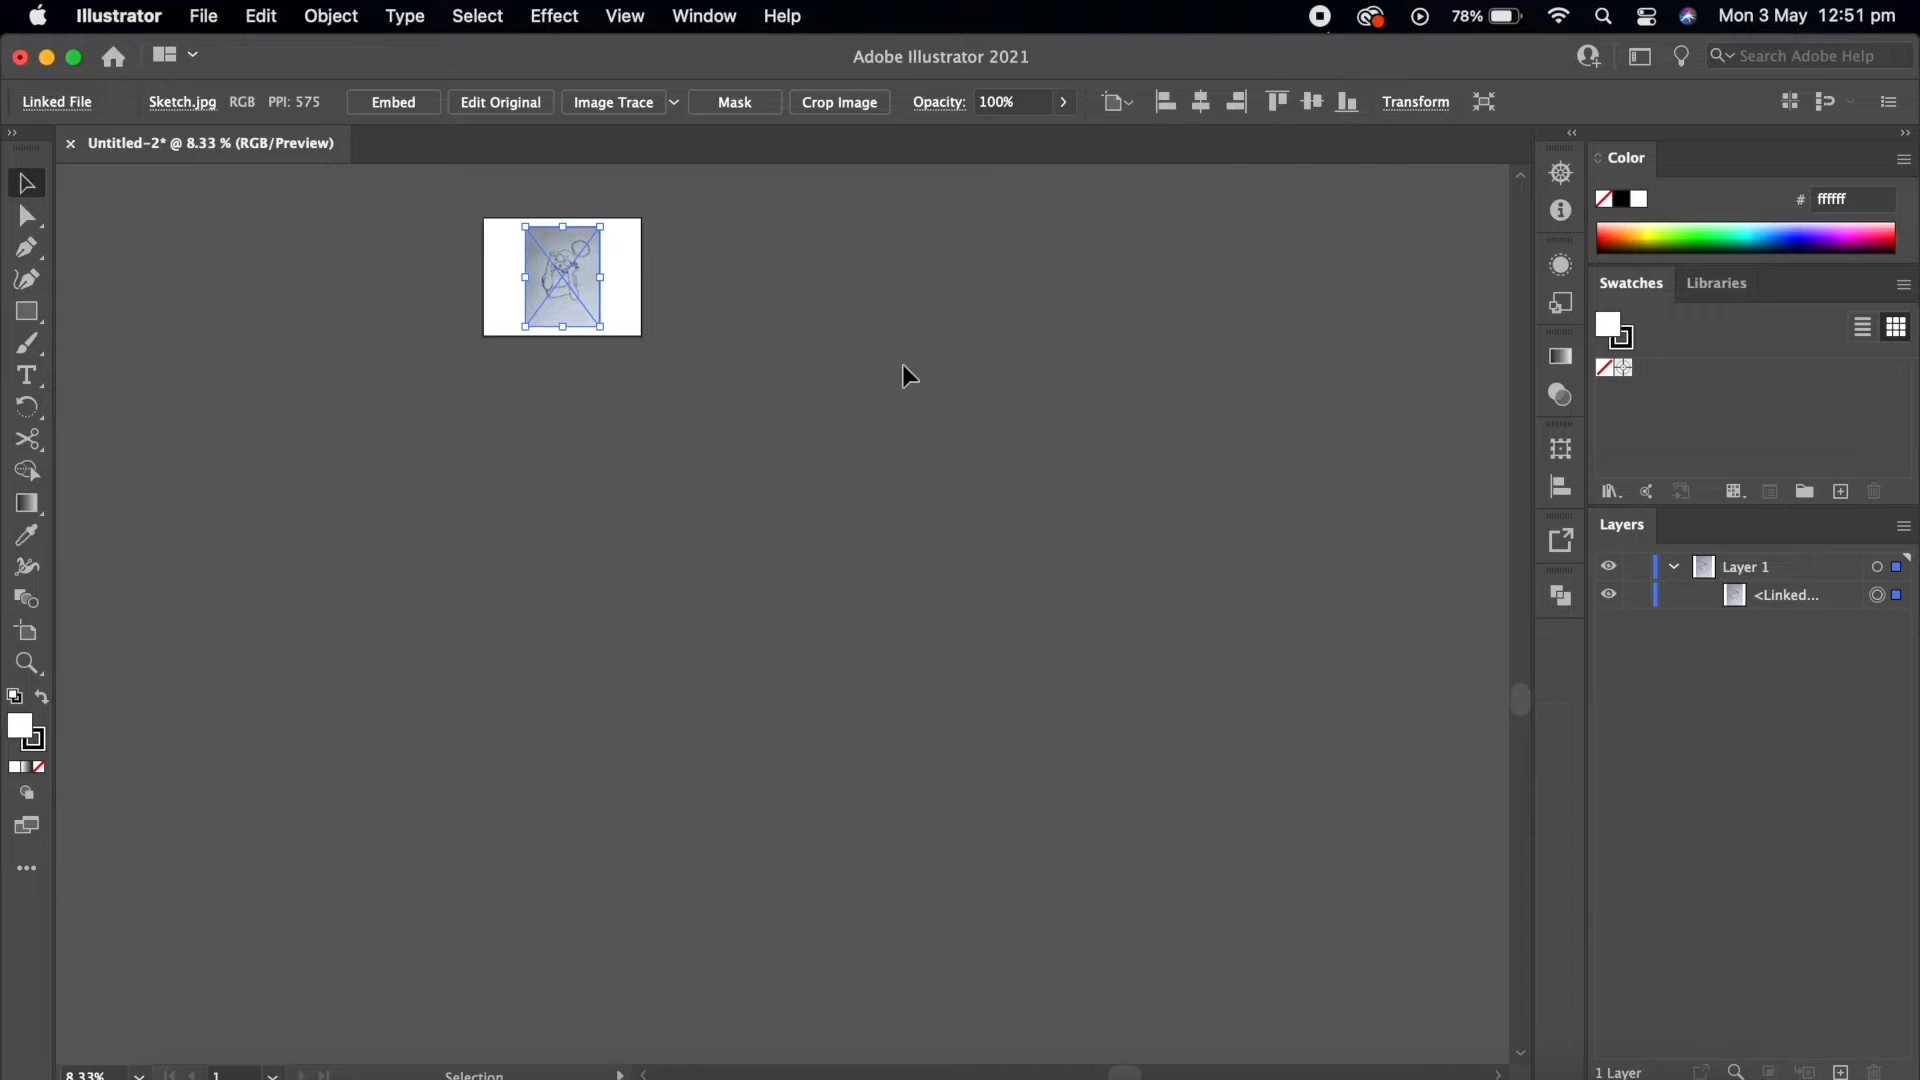 Illustrator File Edit Object Type Select Effect View Window Help 78% Mon 3 May 12:51 pm
Adobe Illustrator 2021 Search Adobe Help
Linked File Sketch.jpg RGB PPI: 575 Embed Edit Original Image Trace Mask Crop Image Opacity: 100% Transform
Untitled-2* @ 8.33 % (RGB/Preview)
Color
# ffffff
Swatches Libraries
Layers
Layer 1
<Linked...
8.33% 1 Selection 1 Layer